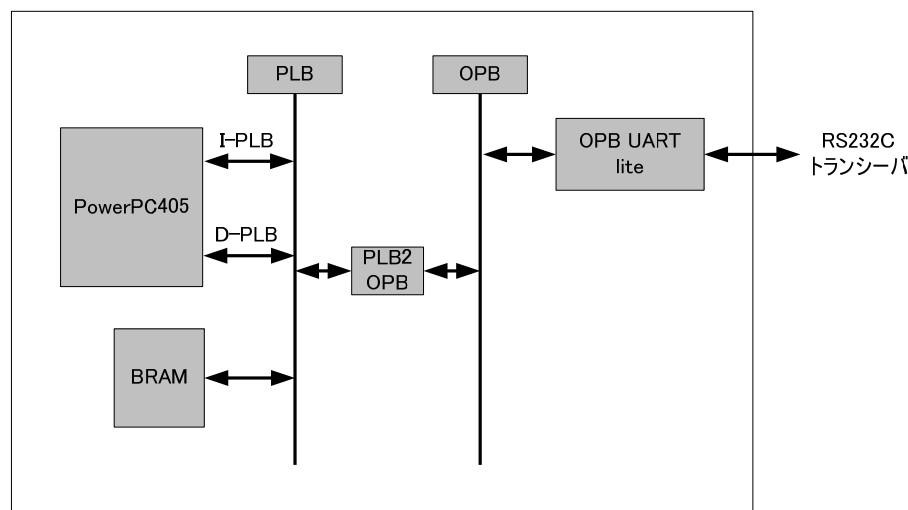 PLB
OPB
I-PLB
OPB UART
lite
RS232C
トランシーバ
PowerPC405
D-PLB
PLB2
OPB
BRAM